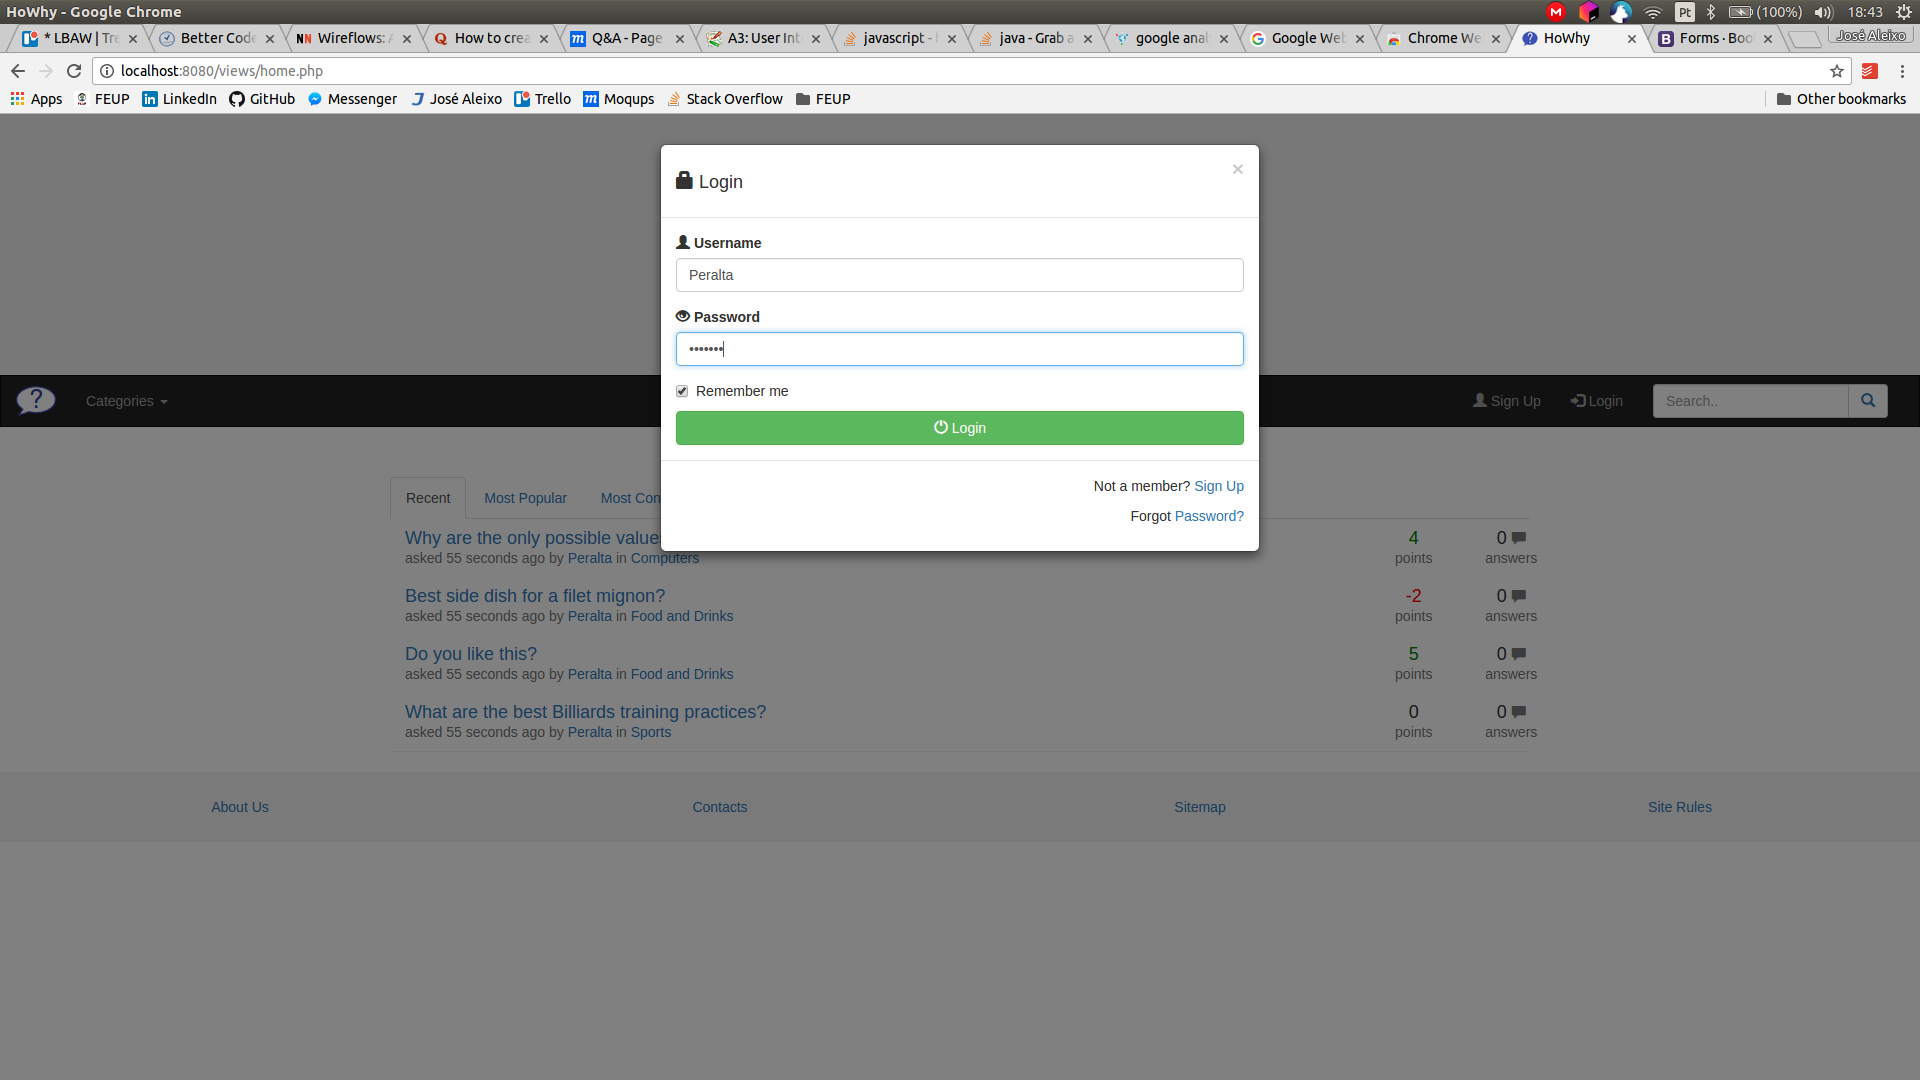 HoWhy - Google Chrome
Pt (100%) 18:43
* LBAW | Tre
Better Code
Wireflows: A
How to crea
Q&A - Page
A3: User Int
javascript -
java - Grab a
google anal
Google Web
Chrome We
HoWhy
Forms · Boo
José Aleixo
localhost:8080/views/home.php
Apps FEUP LinkedIn GitHub Messenger José Aleixo Trello Moqups Stack Overflow FEUP Other bookmarks
Login ×
Username
Peralta
Password
•••••••
Remember me
Login
Not a member? Sign Up
Forgot Password?
? Categories Sign Up Login Search..
Recent Most Popular Most Con
Why are the only possible value 4 0
asked 55 seconds ago by Peralta in Computers points answers
Best side dish for a filet mignon? -2 0
asked 55 seconds ago by Peralta in Food and Drinks points answers
Do you like this? 5 0
asked 55 seconds ago by Peralta in Food and Drinks points answers
What are the best Billiards training practices? 0 0
asked 55 seconds ago by Peralta in Sports points answers
About Us Contacts Sitemap Site Rules